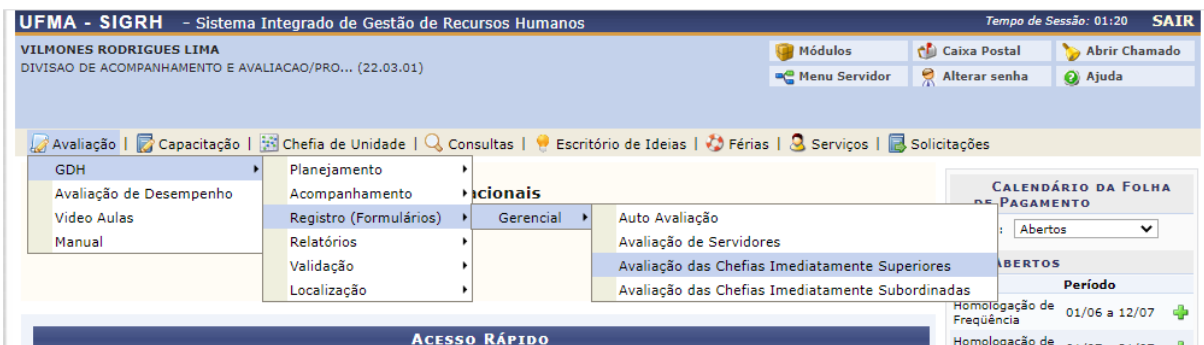 UFMA - SIGRH - Sistema Integrado de Gestão de Recursos Humanos
Tempo de Sessão: 01:20 SAIR
VILMONES RODRIGUES LIMA
DIVISAO DE ACOMPANHAMENTO E AVALIACAO/PRO... (22.03.01)
Módulos Caixa Postal Abrir Chamado
Menu Servidor Alterar senha Ajuda
Avaliação | Capacitação | Chefia de Unidade | Consultas | Escritório de Ideias | Férias | Serviços | Solicitações
GDH
Avaliação de Desempenho
Video Aulas
Manual
Planejamento
Acompanhamento
Registro (Formulários)
Relatórios
Validação
Localização
Gerencial
Auto Avaliação
Avaliação de Servidores
Avaliação das Chefias Imediatamente Superiores
Avaliação das Chefias Imediatamente Subordinadas
acionais
CALENDÁRIO DA FOLHA
DE PAGAMENTO
: Abertos
ABERTOS
Período
Homologação de
Freqüência 01/06 a 12/07
Homologação de
ACESSO RÁPIDO